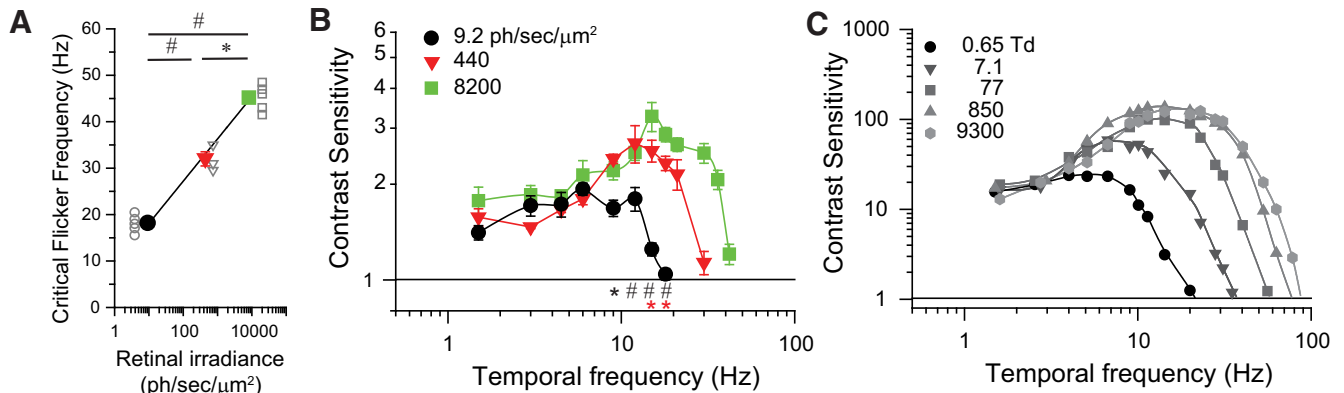 A
#
#
*
Critical Flicker Frequency (Hz)
60
50
40
30
20
10
0
1
100
10000
Retinal irradiance
(ph/sec/μm²)
B
9.2 ph/sec/μm²
440
8200
Contrast Sensitivity
6
5
4
3
2
1
* # # #
* *
1
10
100
Temporal frequency (Hz)
C
0.65 Td
7.1
77
850
9300
Contrast Sensitivity
1000
100
10
1
1
10
100
Temporal frequency (Hz)